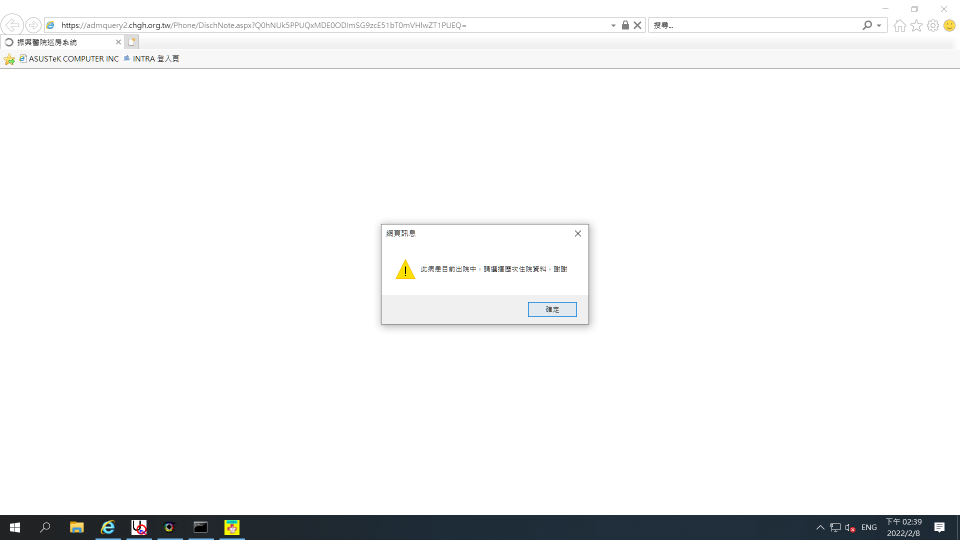 https://admquery2.chgh.org.tw/Phone/DischNote.aspx?Q0hNUk5PPUQxMDE0ODlmSG9zcE51bT0mVHlwZT1PUEQ=
搜尋...
振興醫院巡房系統
ASUSTeK COMPUTER INC
INTRA 登入頁
網頁訊息
此病患目前出院中，請選擇歷次住院資料，謝謝
確定
ENG
下午 02:39
2022/2/8